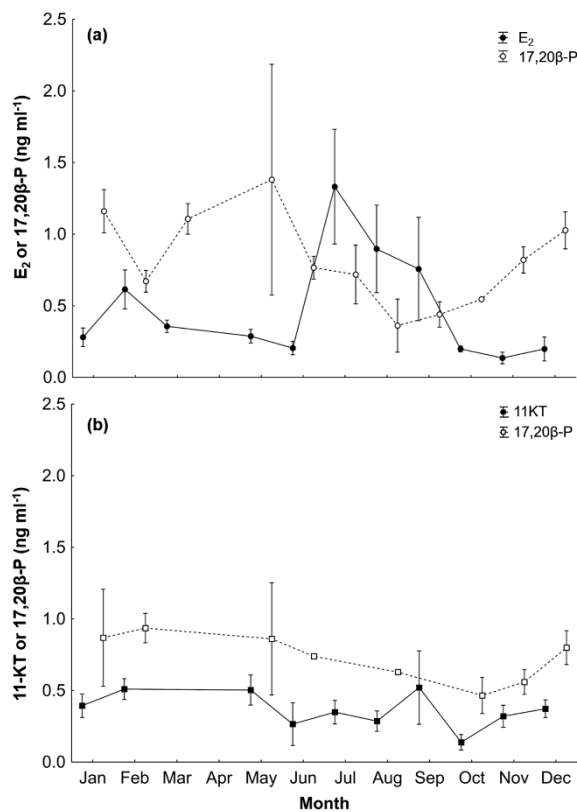 (a)
E₂
17,20β-P
2.5
2.0
1.5
1.0
0.5
0.0
E₂ or 17,20β-P (ng ml⁻¹)
(b)
11KT
17,20β-P
2.5
2.0
1.5
1.0
0.5
0.0
11-KT or 17,20β-P (ng ml⁻¹)
Jan Feb Mar Apr May Jun Jul Aug Sep Oct Nov Dec
Month